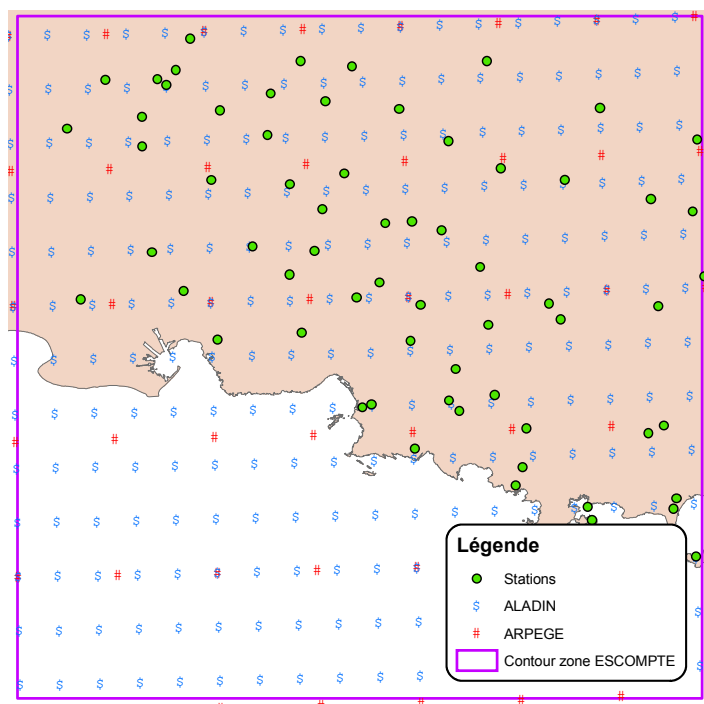 Légende
Stations
$ ALADIN
# ARPEGE
Contour zone ESCOMPTE